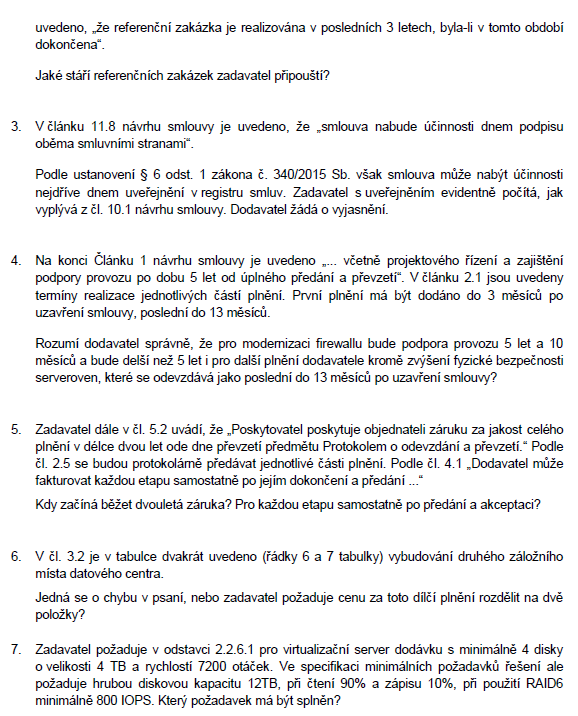 uvedeno, „že referenční zakázka je realizována v posledních 3 letech, byla-li v tomto období
dokončena“.
Jaké stáří referenčních zakázek zadavatel připouští?
3. V článku 11.8 návrhu smlouvy je uvedeno, že „smlouva nabude účinnosti dnem podpisu
oběma smluvními stranami“.
Podle ustanovení § 6 odst. 1 zákona č. 340/2015 Sb. však smlouva může nabýt účinnosti
nejdříve dnem uveřejnění v registru smluv. Zadavatel s uveřejněním evidentně počítá, jak
vyplývá z čl. 10.1 návrhu smlouvy. Dodavatel žádá o vyjasnění.
4. Na konci Článku 1 návrhu smlouvy je uvedeno „... včetně projektového řízení a zajištění
podpory provozu po dobu 5 let od úplného předání a převzetí“. V článku 2.1 jsou uvedeny
termíny realizace jednotlivých částí plnění. První plnění má být dodáno do 3 měsíců po
uzavření smlouvy, poslední do 13 měsíců.
Rozumí dodavatel správně, že pro modernizaci firewallu bude podpora provozu 5 let a 10
měsíců a bude delší než 5 let i pro další plnění dodavatele kromě zvýšení fyzické bezpečnosti
serveroven, které se odevzdává jako poslední do 13 měsíců po uzavření smlouvy?
5. Zadavatel dále v čl. 5.2 uvádí, že „Poskytovatel poskytuje objednateli záruku za jakost celého
plnění v délce dvou let ode dne převzetí předmětu Protokolem o odevzdání a převzetí.“ Podle
čl. 2.5 se budou protokolárně předávat jednotlivé části plnění. Podle čl. 4.1 „Dodavatel může
fakturovat každou etapu samostatně po jejím dokončení a předání ...“
Kdy začíná běžet dvouletá záruka? Pro každou etapu samostatně po předání a akceptaci?
6. V čl. 3.2 je v tabulce dvakrát uvedeno (řádky 6 a 7 tabulky) vybudování druhého záložního
místa datového centra.
Jedná se o chybu v psaní, nebo zadavatel požaduje cenu za toto dílčí plnění rozdělit na dvě
položky?
7. Zadavatel požaduje v odstavci 2.2.6.1 pro virtualizační server dodávku s minimálně 4 disky
o velikosti 4 TB a rychlostí 7200 otáček. Ve specifikaci minimálních požadavků řešení ale
požaduje hrubou diskovou kapacitu 12TB, při čtení 90% a zápisu 10%, při použití RAID6
minimálně 800 IOPS. Který požadavek má být splněn?